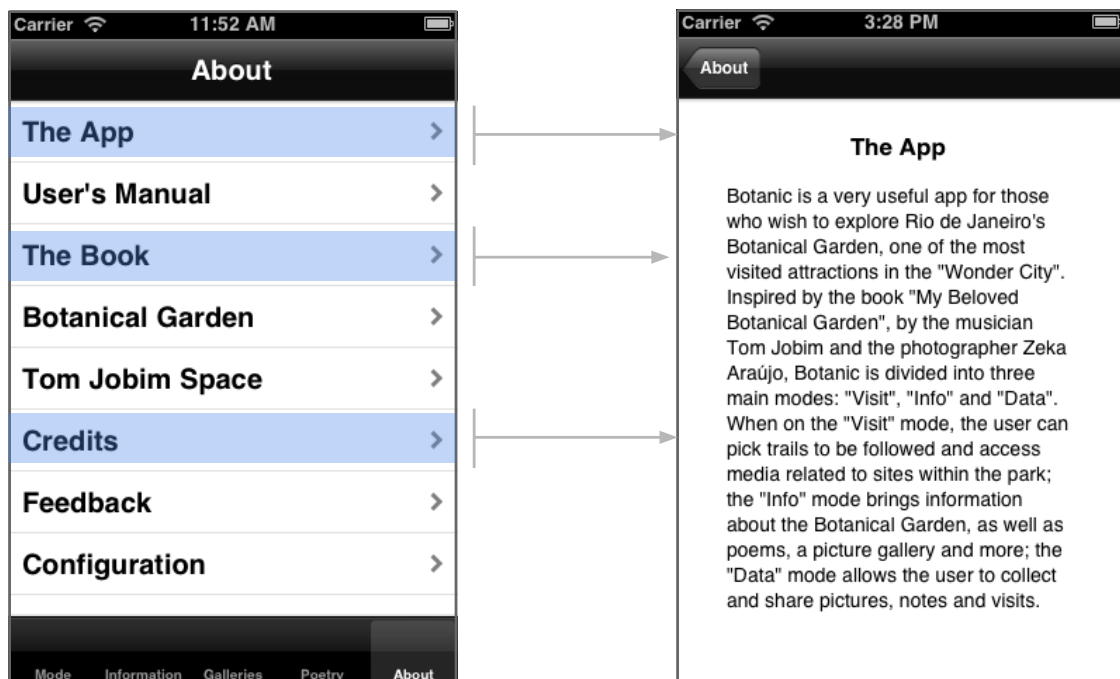 Carrier 11:52 AM
About
The App
User's Manual
The Book
Botanical Garden
Tom Jobim Space
Credits
Feedback
Configuration
Mode Information Galleries Poetry About
Carrier 3:28 PM
About
The App
Botanic is a very useful app for those
who wish to explore Rio de Janeiro's
Botanical Garden, one of the most
visited attractions in the "Wonder City".
Inspired by the book "My Beloved
Botanical Garden", by the musician
Tom Jobim and the photographer Zeka
Araújo, Botanic is divided into three
main modes: "Visit", "Info" and "Data".
When on the "Visit" mode, the user can
pick trails to be followed and access
media related to sites within the park;
the "Info" mode brings information
about the Botanical Garden, as well as
poems, a picture gallery and more; the
"Data" mode allows the user to collect
and share pictures, notes and visits.